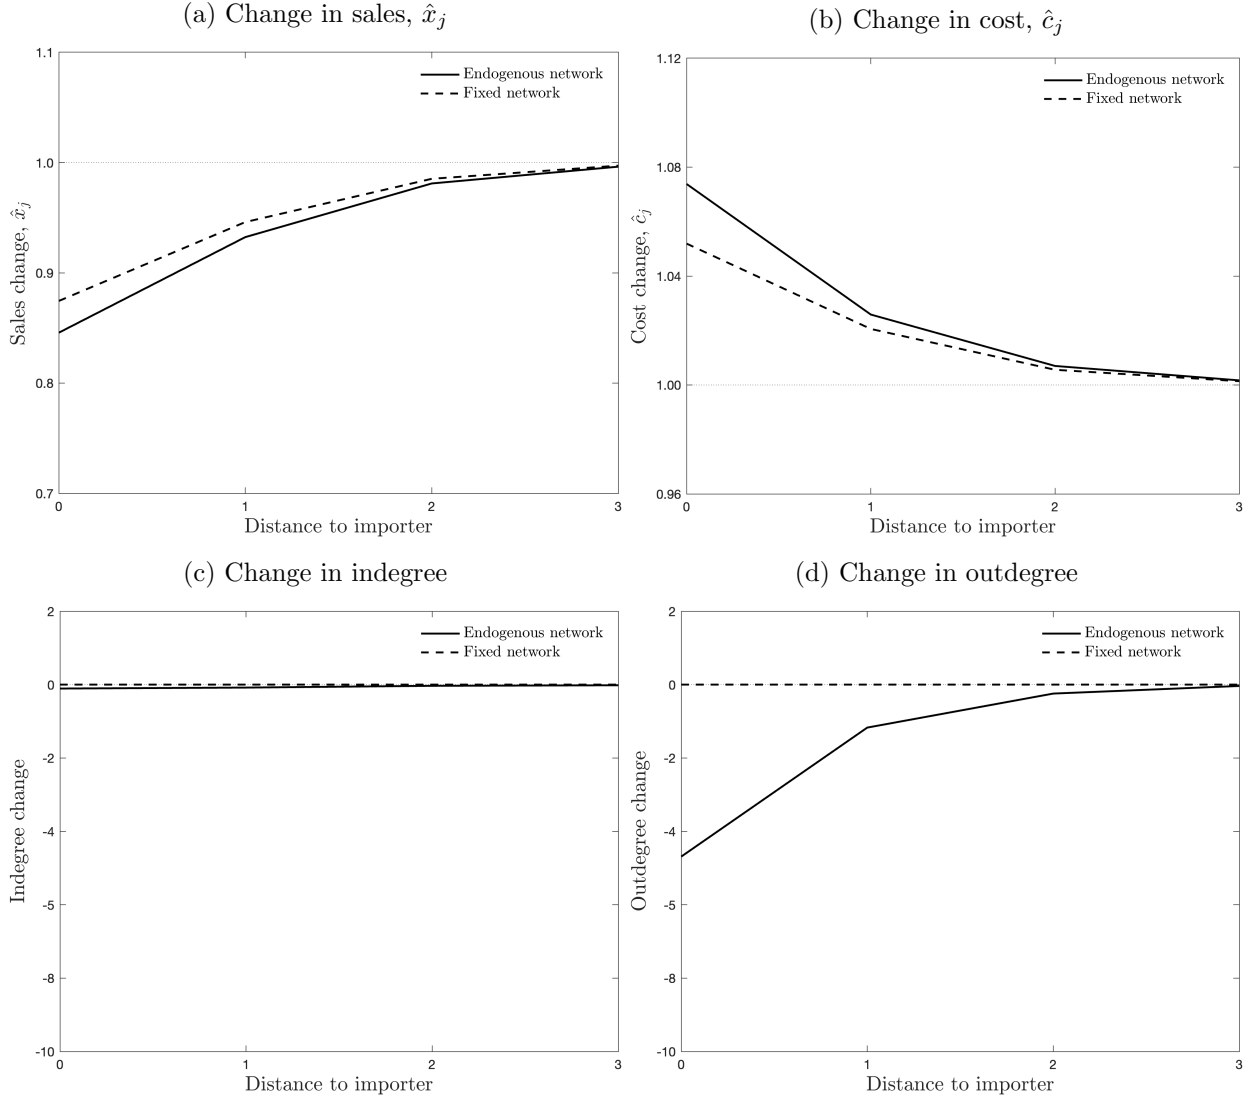 (a) Change in sales, x̂ⱼ
1.1
1.0
0.9
0.8
0.7
Sales change, x̂ⱼ
Endogenous network
Fixed network
0 1 2 3
Distance to importer
(b) Change in cost, ĉⱼ
1.12
1.08
1.04
1.00
0.96
Cost change, ĉⱼ
Endogenous network
Fixed network
0 1 2 3
Distance to importer
(c) Change in indegree
2
0
-2
-4
-5
-8
-10
Indegree change
Endogenous network
Fixed network
0 1 2 3
Distance to importer
(d) Change in outdegree
2
0
-2
-4
-5
-8
-10
Outdegree change
Endogenous network
Fixed network
0 1 2 3
Distance to importer